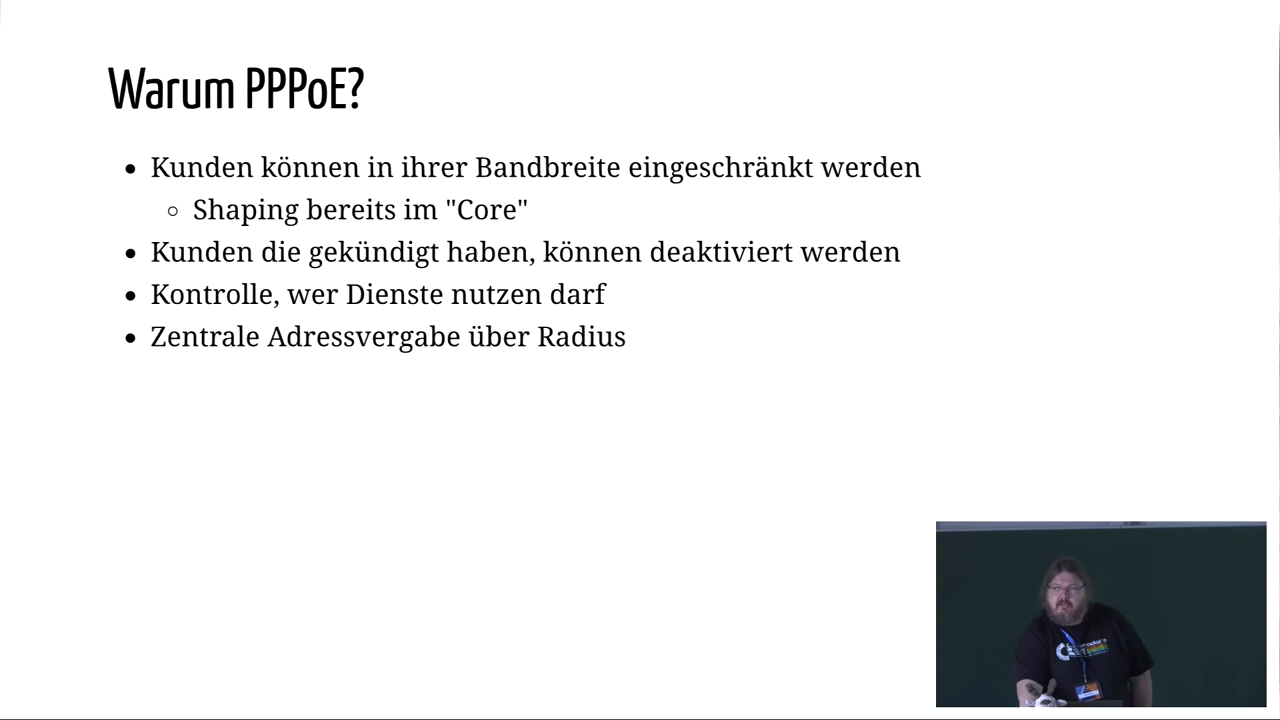 Warum PPPoE?
Kunden können in ihrer Bandbreite eingeschränkt werden
Shaping bereits im "Core"
Kunden die gekündigt haben, können deaktiviert werden
Kontrolle, wer Dienste nutzen darf
Zentrale Adressvergabe über Radius